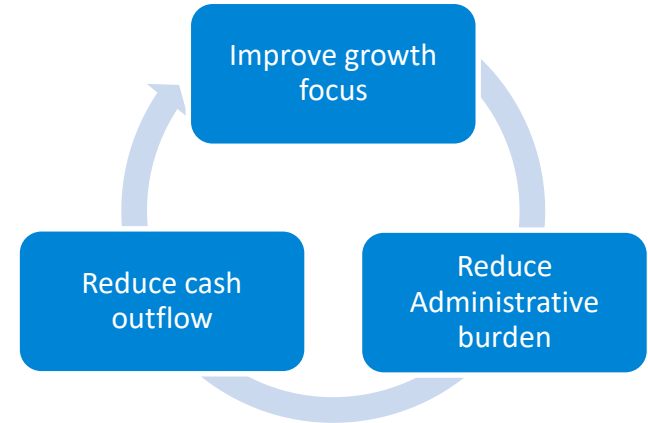 Improve growth
focus
Reduce
Administrative
burden
Reduce cash
outflow